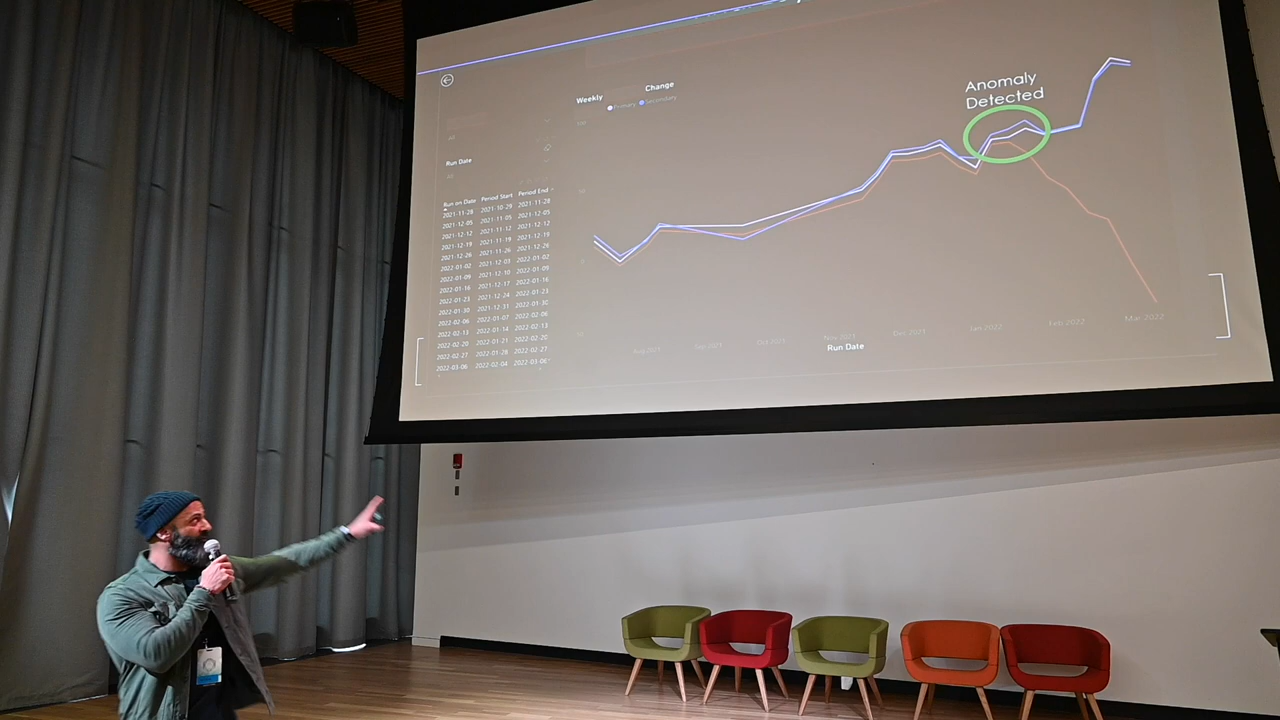 Weekly Change
Primary Secondary
Anomaly
Detected
All
Run Date
All
Run on Date Period Start Period End
2021-11-28 2021-10-29 2021-11-28
2021-12-05 2021-11-05 2021-12-05
2021-12-12 2021-11-12 2021-12-12
2021-12-19 2021-11-19 2021-12-19
2021-12-26 2021-11-26 2021-12-26
2022-01-02 2021-12-03 2022-01-02
2022-01-09 2021-12-10 2022-01-09
2022-01-16 2021-12-17 2022-01-16
2022-01-23 2021-12-24 2022-01-23
2022-01-30 2021-12-31 2022-01-30
2022-02-06 2022-01-07 2022-02-06
2022-02-13 2022-01-14 2022-02-13
2022-02-20 2022-01-21 2022-02-20
2022-02-27 2022-01-28 2022-02-27
2022-03-06 2022-02-04 2022-03-06
Aug 2021 Sep 2021 Oct 2021 Nov 2021 Dec 2021 Jan 2022 Feb 2022 Mar 2022
Run Date